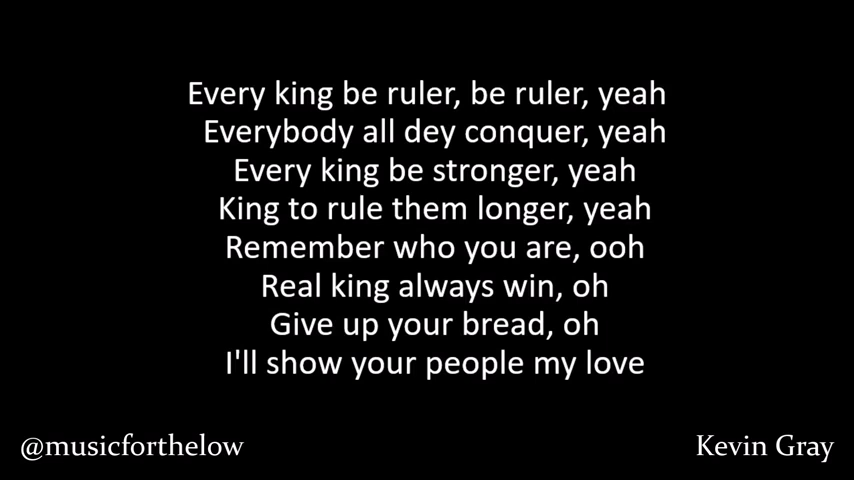 Every king be ruler, be ruler, yeah
Everybody all dey conquer, yeah
Every king be stronger, yeah
King to rule them longer, yeah
Remember who you are, ooh
Real king always win, oh
Give up your bread, oh
I'll show your people my love
@musicforthelow
Kevin Gray